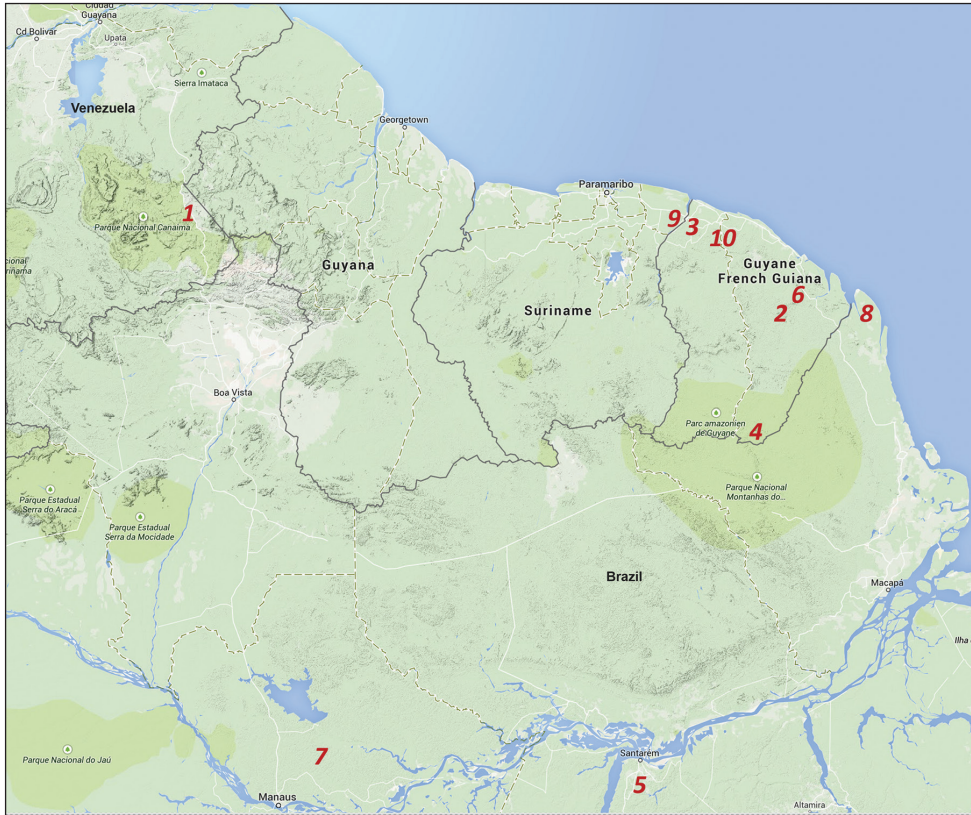 Ciudad
Guayana
Cd Bolivar
Upata
Sierra Imataca
Venezuela
Georgetown
Paramaribo
1
Parque Nacional Canaima
9
3
10
Guyana
Guyane
French Guiana
6
2
8
Suriname
Boa Vista
Parc amazonien
de Guyane
4
Parque Nacional
Montanhas do...
Parque Estadual
Serra do Aracá
Parque Estadual
Serra da Mocidade
Brazil
Macapá
Ilha
7
Parque Nacional do Jaú
Santarém
5
Manaus
Altamira